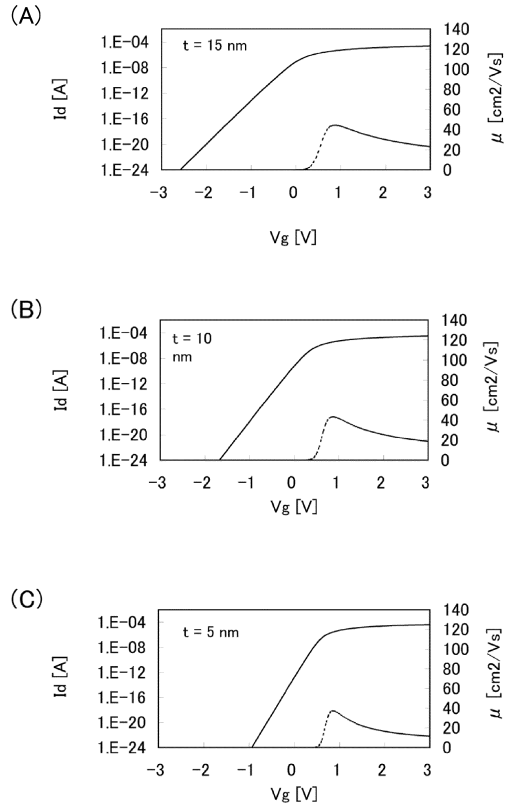 (A)
t = 15 nm
Id [A]
1.E-04
1.E-08
1.E-12
1.E-16
1.E-20
1.E-24
140
120
100
80
60
40
20
0
μ [cm2/Vs]
-3 -2 -1 0 1 2 3
Vg [V]
(B)
t = 10
nm
Id [A]
1.E-04
1.E-08
1.E-12
1.E-16
1.E-20
1.E-24
140
120
100
80
60
40
20
0
μ [cm2/Vs]
-3 -2 -1 0 1 2 3
Vg [V]
(C)
t = 5 nm
Id [A]
1.E-04
1.E-08
1.E-12
1.E-16
1.E-20
1.E-24
140
120
100
80
60
40
20
0
μ [cm2/Vs]
-3 -2 -1 0 1 2 3
Vg [V]